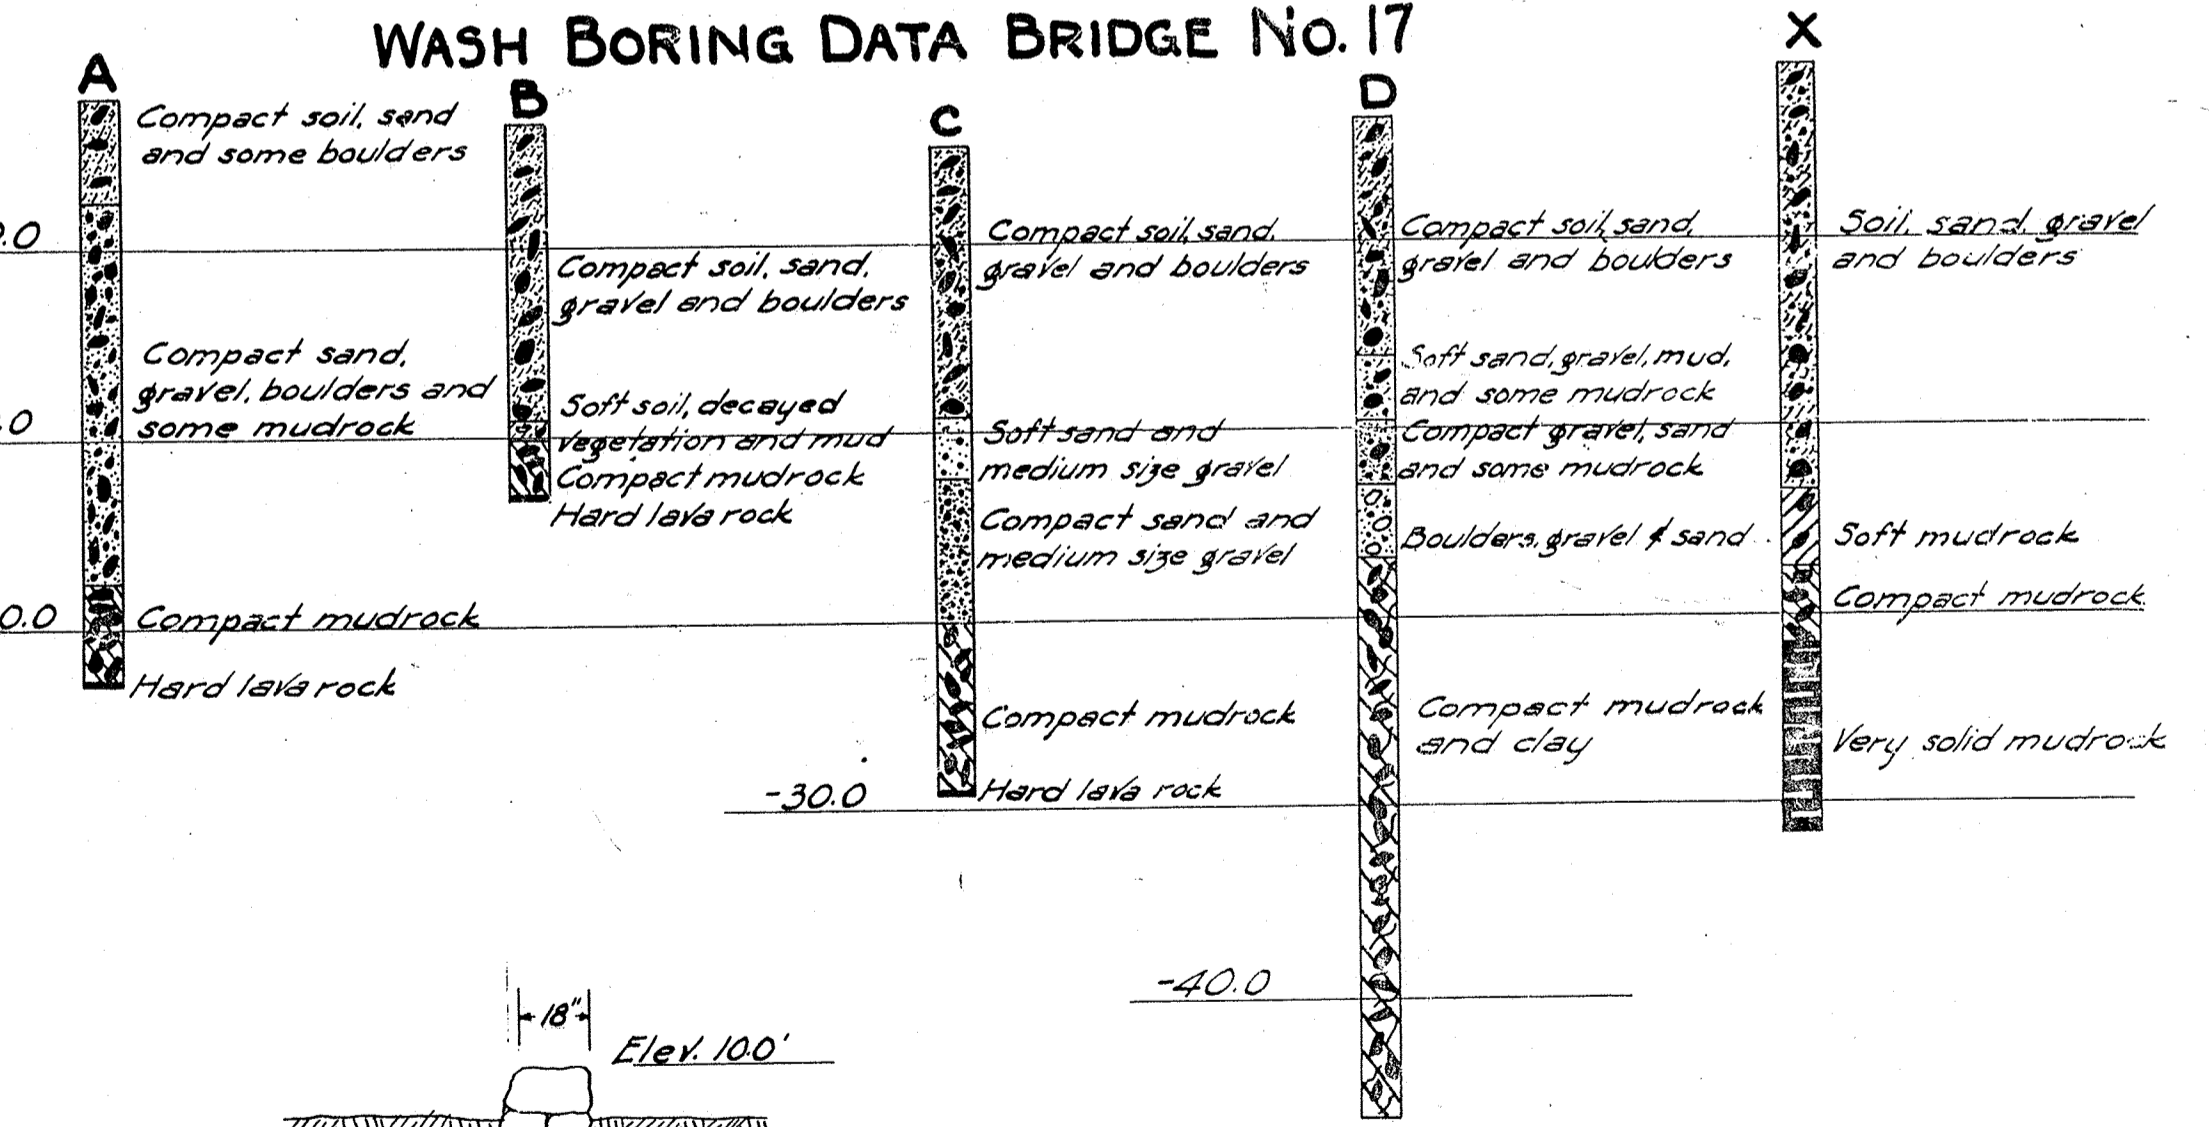 WASH BORING DATA BRIDGE No. 17
A
Compact soil, sand
and some boulders
Compact sand,
gravel, boulders and
some mudrock
Compact mudrock
Hard lava rock
B
Compact soil, sand,
gravel and boulders
Soft soil, decayed
vegetation and mud
Compact mudrock
Hard lava rock
C
Compact soil, sand,
gravel and boulders
Soft sand and
medium size gravel
Compact sand and
medium size gravel
Compact mudrock
Hard lava rock
D
Compact soil, sand,
gravel and boulders
Soft sand, gravel, mud,
and some mudrock
Compact gravel, sand
and some mudrock
Boulders, gravel & sand
Compact mudrock
and clay
X
Soil, sand, gravel
and boulders
Soft mudrock
Compact mudrock
Very solid mudrock
.0
.0
0.0
-30.0
-40.0
18"
Elev. 10.0'